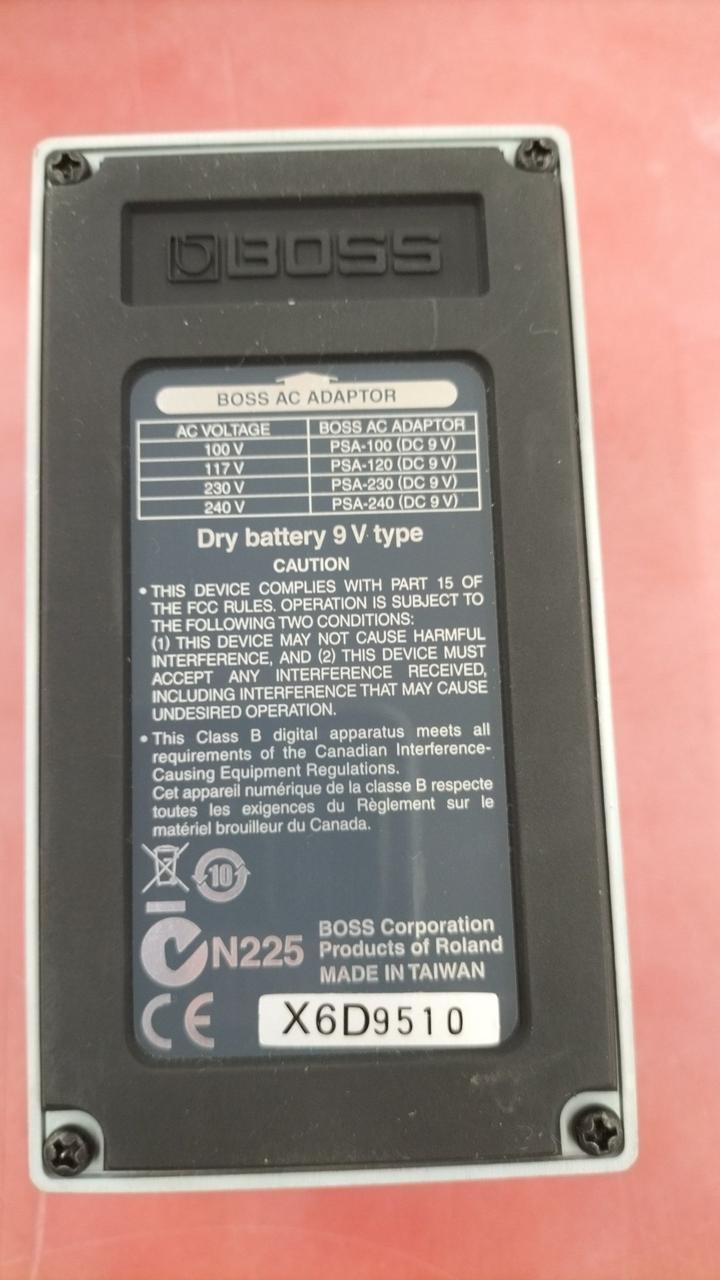 BOSS
BOSS AC ADAPTOR
AC VOLTAGE BOSS AC ADAPTOR
100 V PSA-100 (DC 9 V)
117 V PSA-120 (DC 9 V)
230 V PSA-230 (DC 9 V)
240 V PSA-240 (DC 9 V)
Dry battery 9 V type
CAUTION
• THIS DEVICE COMPLIES WITH PART 15 OF
THE FCC RULES. OPERATION IS SUBJECT TO
THE FOLLOWING TWO CONDITIONS:
(1) THIS DEVICE MAY NOT CAUSE HARMFUL
INTERFERENCE, AND (2) THIS DEVICE MUST
ACCEPT ANY INTERFERENCE RECEIVED,
INCLUDING INTERFERENCE THAT MAY CAUSE
UNDESIRED OPERATION.
• This Class B digital apparatus meets all
requirements of the Canadian Interference-
Causing Equipment Regulations.
Cet appareil numérique de la classe B respecte
toutes les exigences du Règlement sur le
matériel brouilleur du Canada.
10
N225
BOSS Corporation
Products of Roland
MADE IN TAIWAN
CE
X6D9510